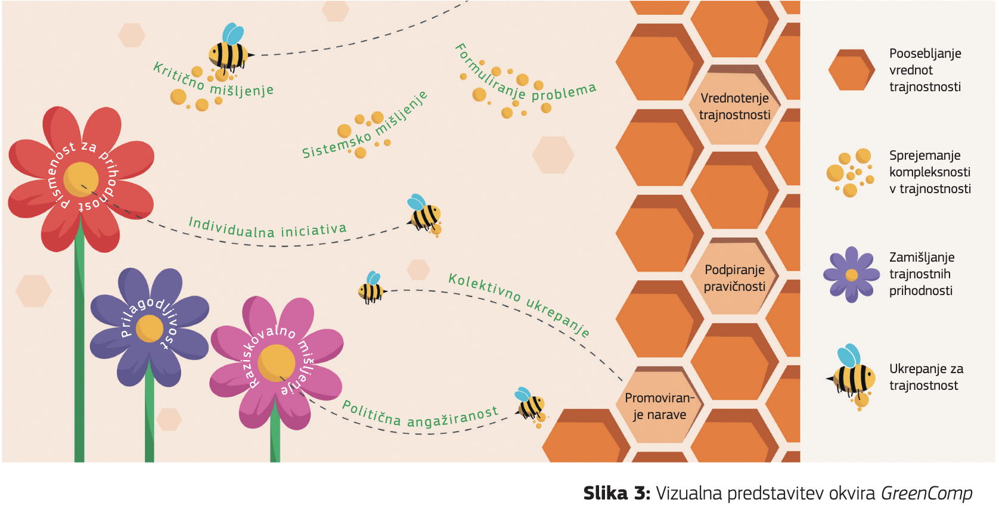 Kritično mišljenje
Formuliranje problema
Sistemsko mišljenje
Vrednotenje
trajnostnosti
Pismenost za prihodnost
Individualna iniciativa
Podpiranje
pravičnosti
Kolektivno ukrepanje
Prilagodljivost
Raziskovalno mišljenje
Politična angažiranost
Promoviran-
je narave
Poosebljanje
vrednot
trajnostnosti
Sprejemanje
kompleksnosti
v trajnostnosti
Zamišljanje
trajnostnih
prihodnosti
Ukrepanje za
trajnostnost
Slika 3: Vizualna predstavitev okvira GreenComp